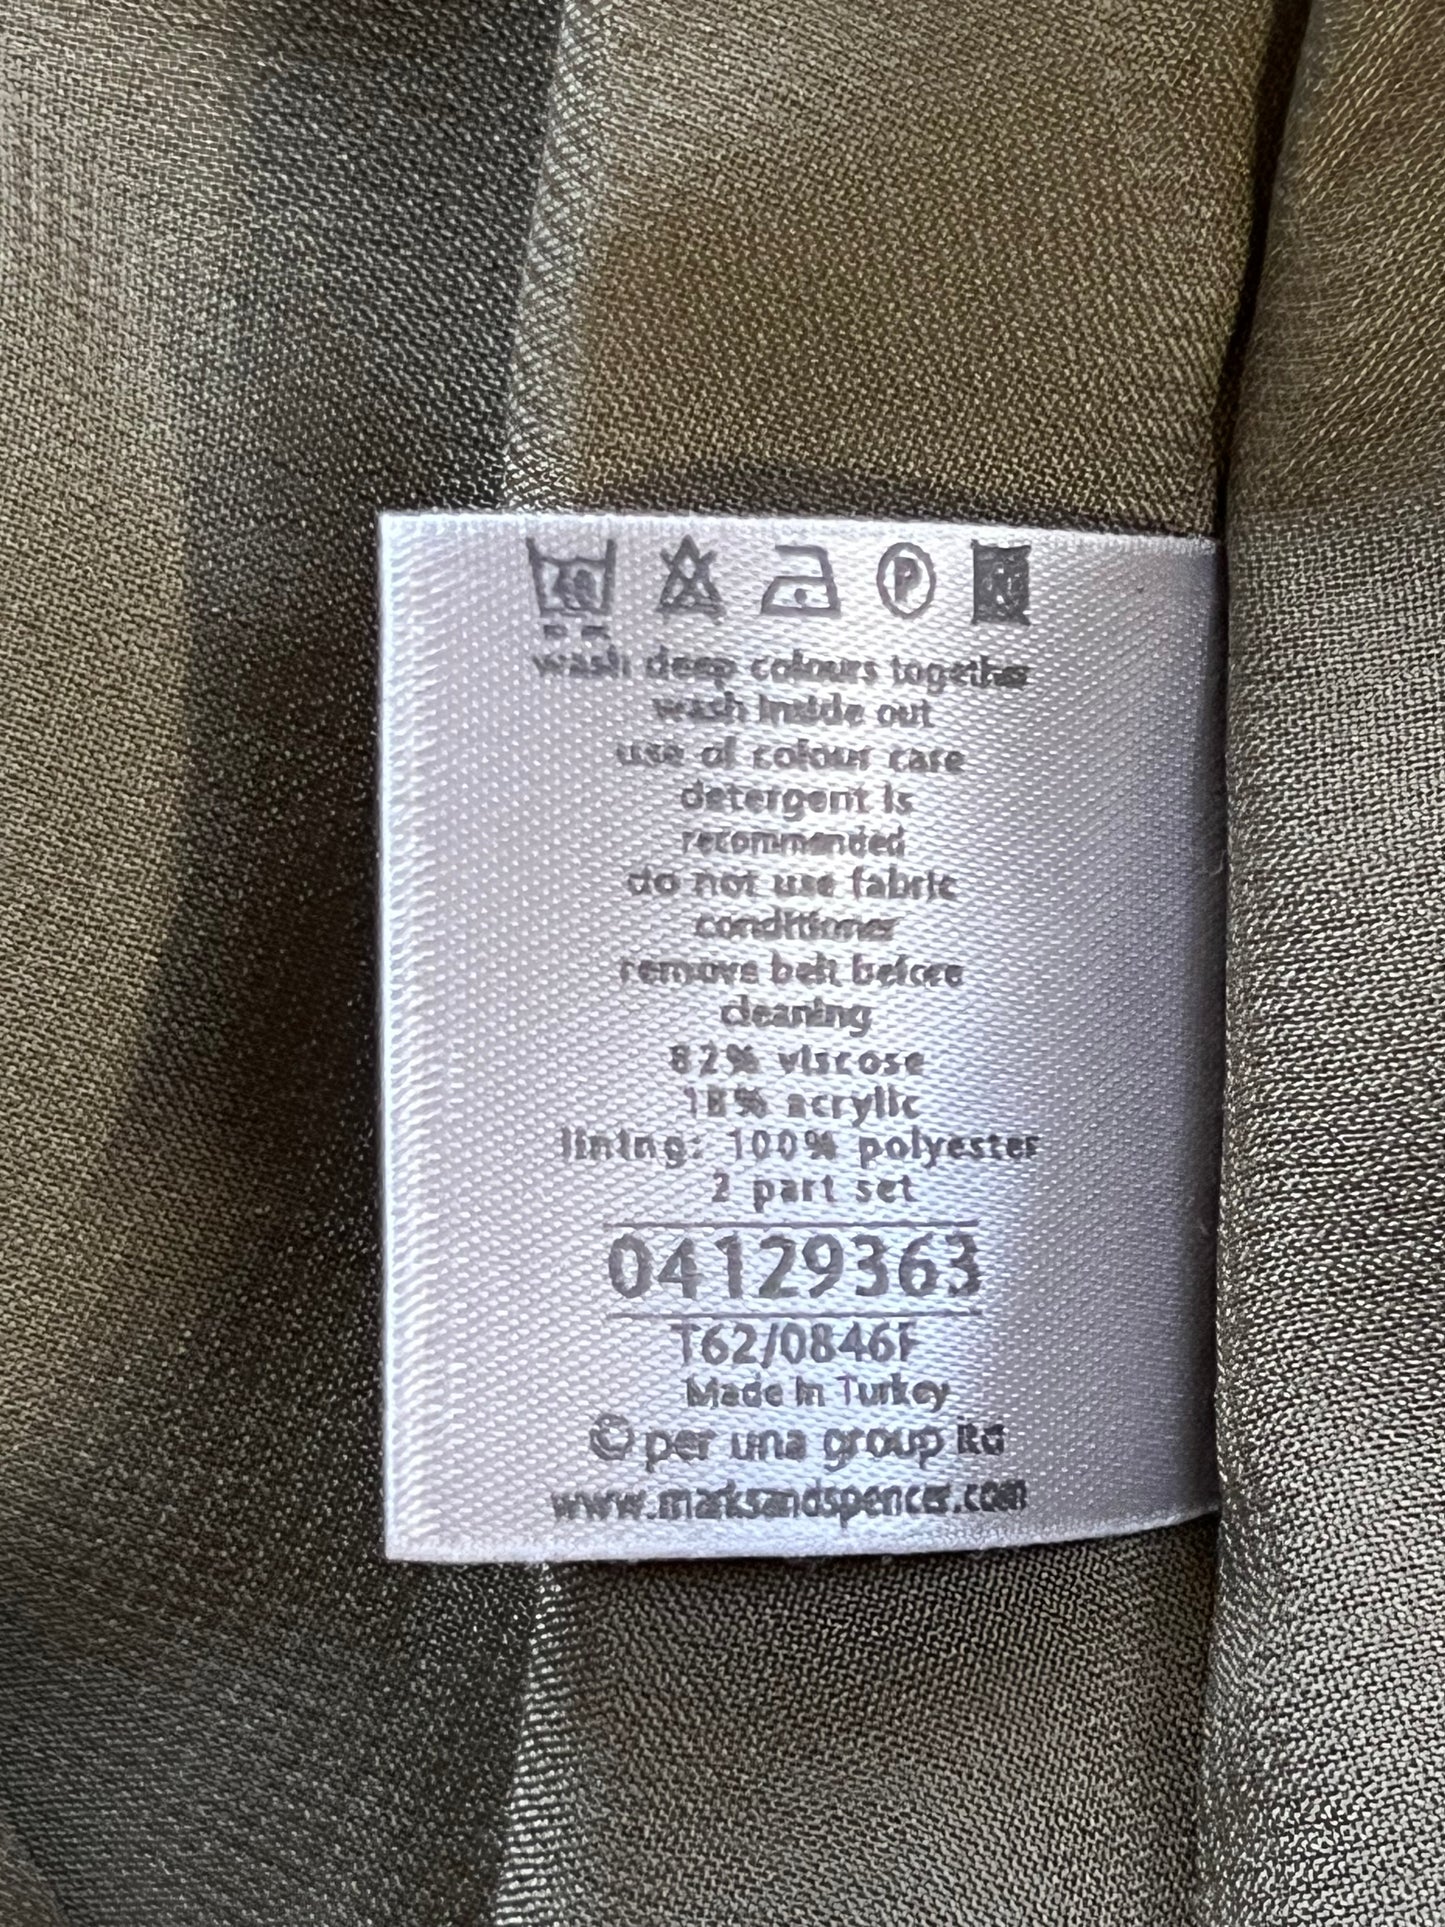 40
P
wash deep colours together
wash inside out
use of colour care
detergent is
recommended
do not use fabric
conditioner
remove belt before
cleaning
82% viscose
18% acrylic
lining: 100% polyester
2 part set
04129363
T62/0846F
Made in Turkey
© per una group RG
www.marksandspencer.com